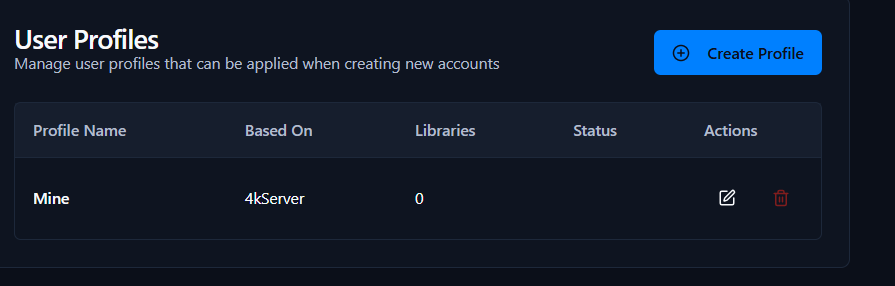 User Profiles
Manage user profiles that can be applied when creating new accounts
Create Profile
Profile Name Based On Libraries Status Actions
Mine 4kServer 0